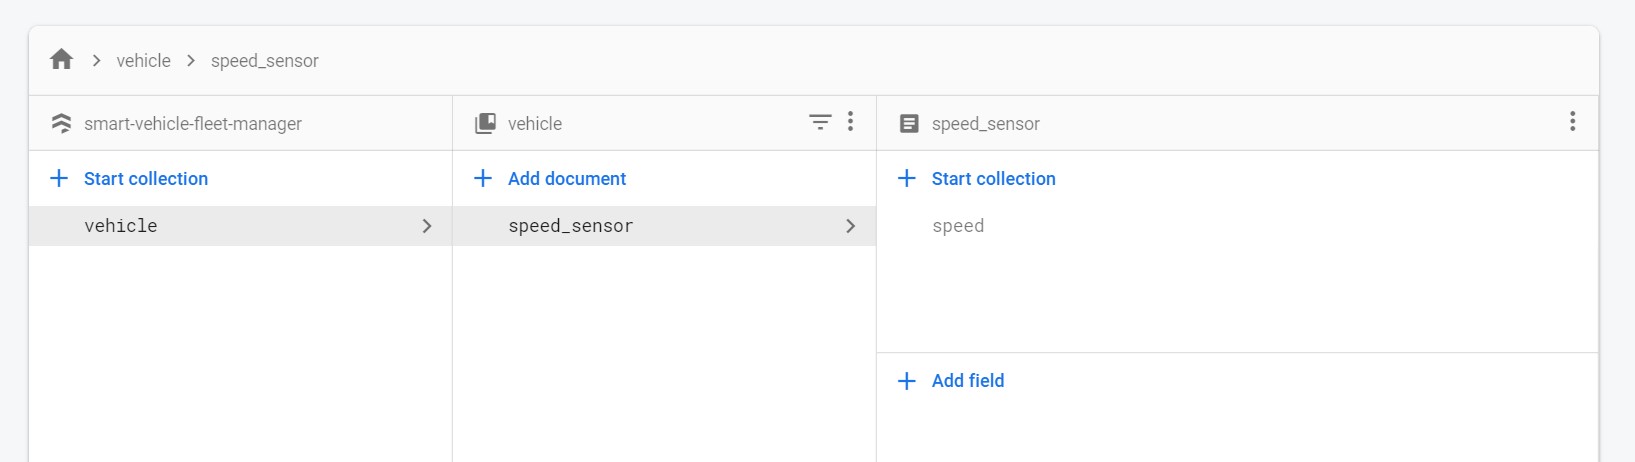 vehicle > speed_sensor
smart-vehicle-fleet-manager
Start collection
vehicle
vehicle
Add document
speed_sensor
speed_sensor
Start collection
speed
Add field